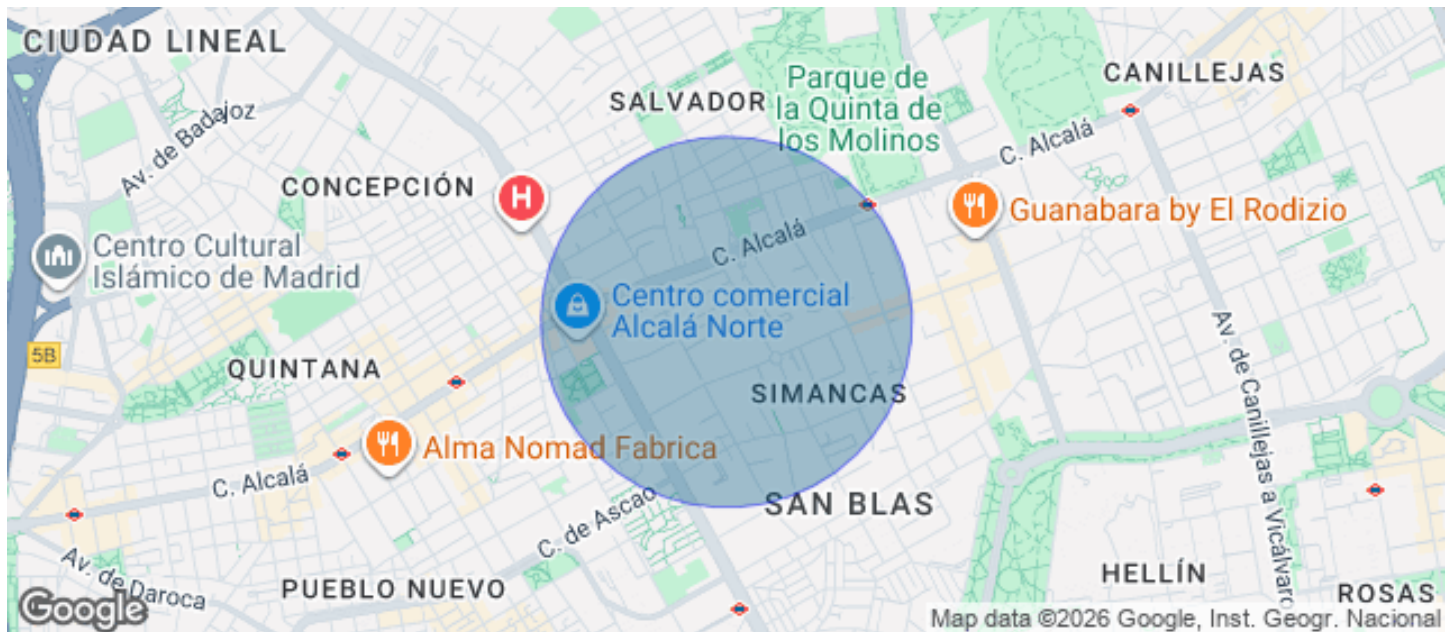 CIUDAD LINEAL
CANILLEJAS
Parque de
la Quinta de
los Molinos
SALVADOR
Av. de Badajoz
C. Alcalá
CONCEPCIÓN
H
Guanabara by El Rodizio
Centro Cultural
Islámico de Madrid
C. Alcalá
Centro comercial
Alcalá Norte
5B
QUINTANA
SIMANCAS
Av. de Canillejas a Vicálvaro
Alma Nomad Fabrica
C. Alcalá
SAN BLAS
C. de Ascao
Av. de Daroca
PUEBLO NUEVO
HELLÍN
ROSAS
Google
Map data ©2026 Google, Inst. Geogr. Nacional